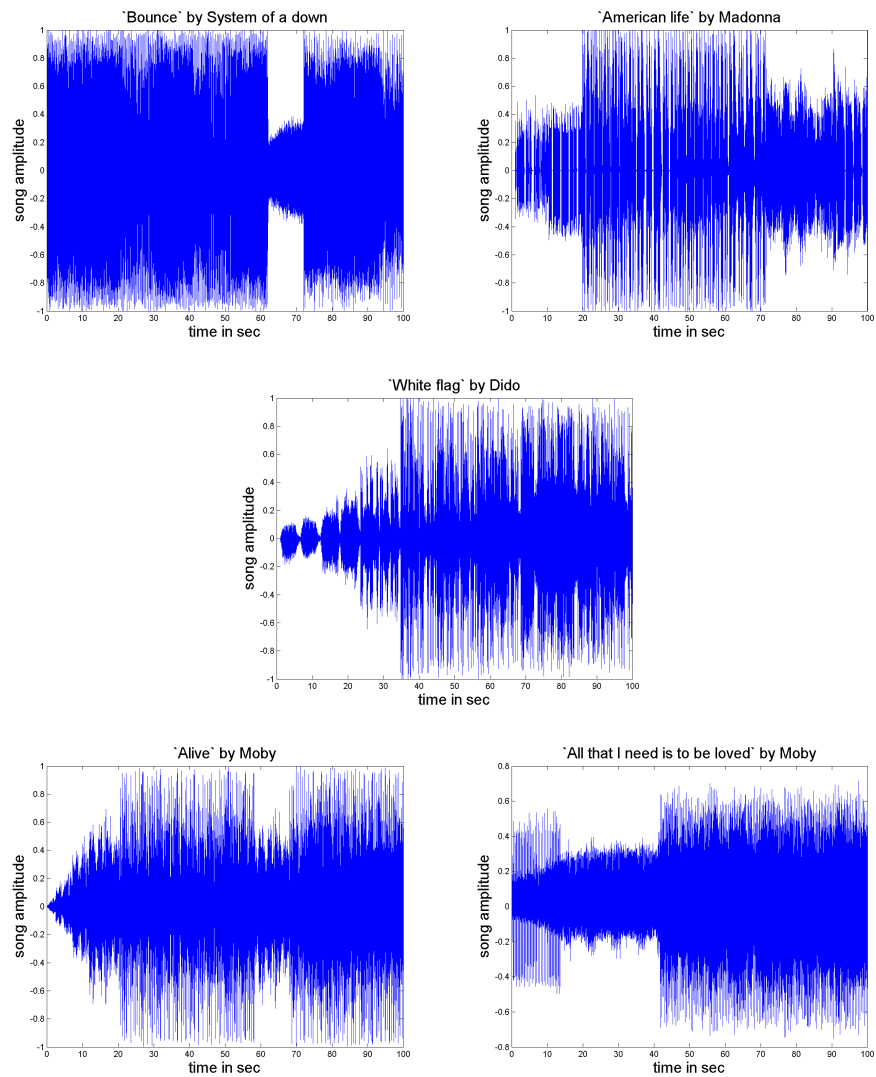 `Bounce` by System of a down
1
0.8
0.6
0.4
0.2
0
-0.2
-0.4
-0.6
-0.8
-1
song amplitude
0 10 20 30 40 50 60 70 80 90 100
time in sec
`American life` by Madonna
1
0.8
0.6
0.4
0.2
0
-0.2
-0.4
-0.6
-0.8
-1
song amplitude
0 10 20 30 40 50 60 70 80 90 100
time in sec
`White flag` by Dido
1
0.8
0.6
0.4
0.2
0
-0.2
-0.4
-0.6
-0.8
-1
song amplitude
0 10 20 30 40 50 60 70 80 90 100
time in sec
`Alive` by Moby
1
0.8
0.6
0.4
0.2
0
-0.2
-0.4
-0.6
-0.8
-1
song amplitude
0 10 20 30 40 50 60 70 80 90 100
time in sec
`All that I need is to be loved` by Moby
0.8
0.6
0.4
0.2
0
-0.2
-0.4
-0.6
-0.8
song amplitude
0 10 20 30 40 50 60 70 80 90 100
time in sec